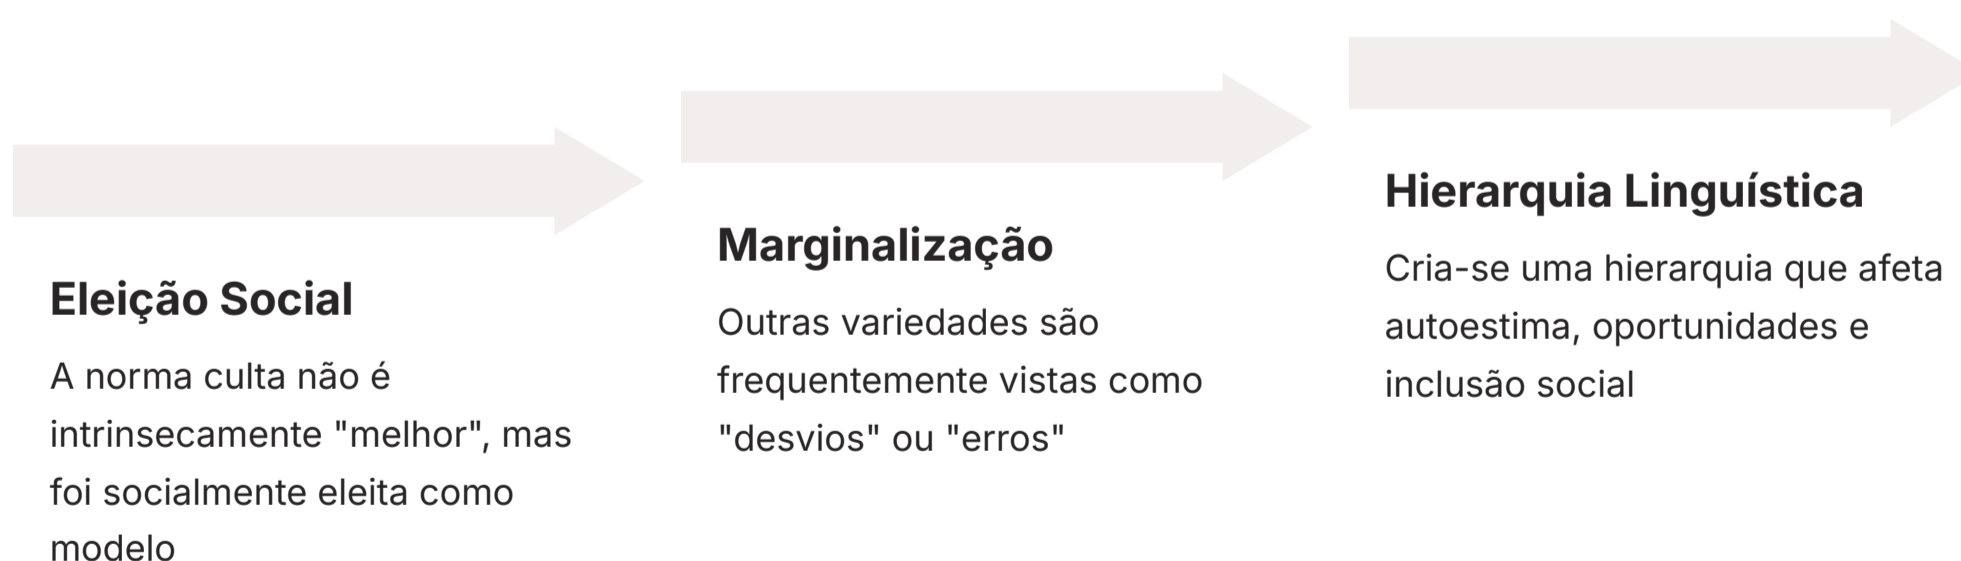 Eleição Social
A norma culta não é
intrinsecamente "melhor", mas
foi socialmente eleita como
modelo
Marginalização
Outras variedades são
frequentemente vistas como
"desvios" ou "erros"
Hierarquia Linguística
Cria-se uma hierarquia que afeta
autoestima, oportunidades e
inclusão social